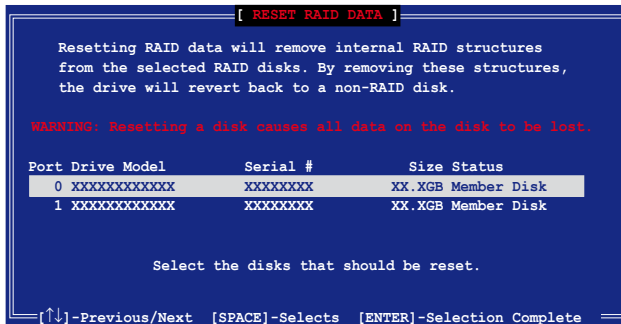 [ RESET RAID DATA ]
Resetting RAID data will remove internal RAID structures
from the selected RAID disks. By removing these structures,
the drive will revert back to a non-RAID disk.
WARNING: Resetting a disk causes all data on the disk to be lost.
Port Drive Model Serial # Size Status
0 XXXXXXXXXXXX XXXXXXXX XX.XGB Member Disk
1 XXXXXXXXXXXX XXXXXXXX XX.XGB Member Disk
Select the disks that should be reset.
[↑↓]-Previous/Next [SPACE]-Selects [ENTER]-Selection Complete